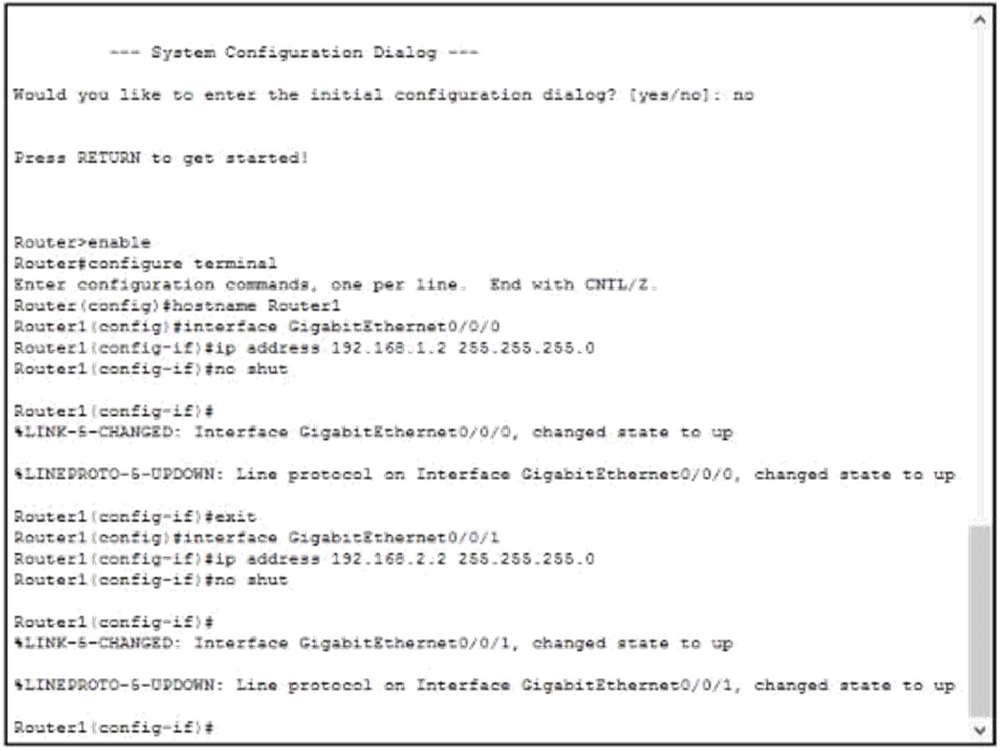 --- System Configuration Dialog ---
Would you like to enter the initial configuration dialog? [yes/no]: no
Press RETURN to get started!
Router>enable
Router#configure terminal
Enter configuration commands, one per line.  End with CNTL/Z.
Router(config)#hostname Router1
Router1(config)#interface GigabitEthernet0/0/0
Router1(config-if)#ip address 192.168.1.2 255.255.255.0
Router1(config-if)#no shut
Router1(config-if)#
%LINK-5-CHANGED: Interface GigabitEthernet0/0/0, changed state to up
%LINEPROTO-5-UPDOWN: Line protocol on Interface GigabitEthernet0/0/0, changed state to up
Router1(config-if)#exit
Router1(config)#interface GigabitEthernet0/0/1
Router1(config-if)#ip address 192.168.2.2 255.255.255.0
Router1(config-if)#no shut
Router1(config-if)#
%LINK-5-CHANGED: Interface GigabitEthernet0/0/1, changed state to up
%LINEPROTO-5-UPDOWN: Line protocol on Interface GigabitEthernet0/0/1, changed state to up
Router1(config-if)#